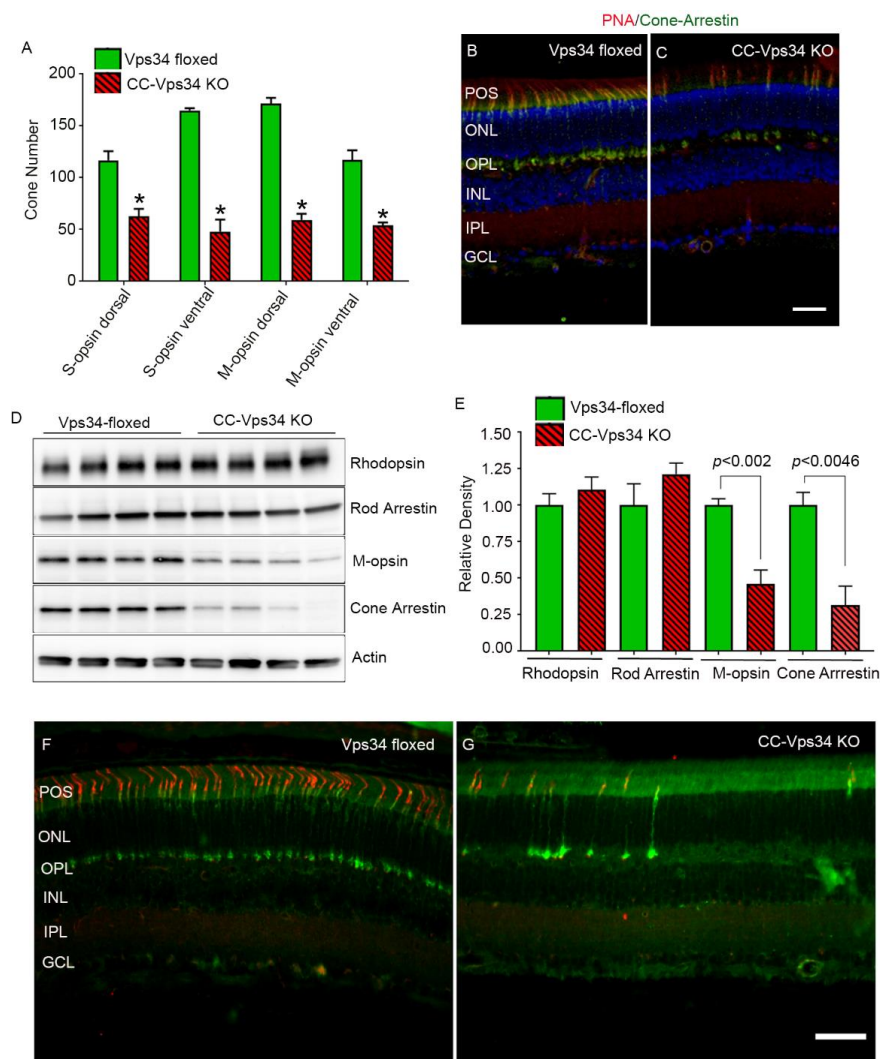 PNA/Cone-Arrestin
A
Vps34 floxed
CC-Vps34 KO
200
150
100
50
0
Cone Number
*
*
*
*
S-opsin dorsal
S-opsin ventral
M-opsin dorsal
M-opsin ventral
B
Vps34 floxed
C
CC-Vps34 KO
POS
ONL
OPL
INL
IPL
GCL
D
Vps34-floxed
CC-Vps34 KO
Rhodopsin
Rod Arrestin
M-opsin
Cone Arrestin
Actin
E
Vps34-floxed
CC-Vps34 KO
1.50
1.25
1.00
0.75
0.50
0.25
0.00
Relative Density
p<0.002
p<0.0046
Rhodopsin
Rod Arrestin
M-opsin
Cone Arrrestin
F
Vps34 floxed
POS
ONL
OPL
INL
IPL
GCL
G
CC-Vps34 KO